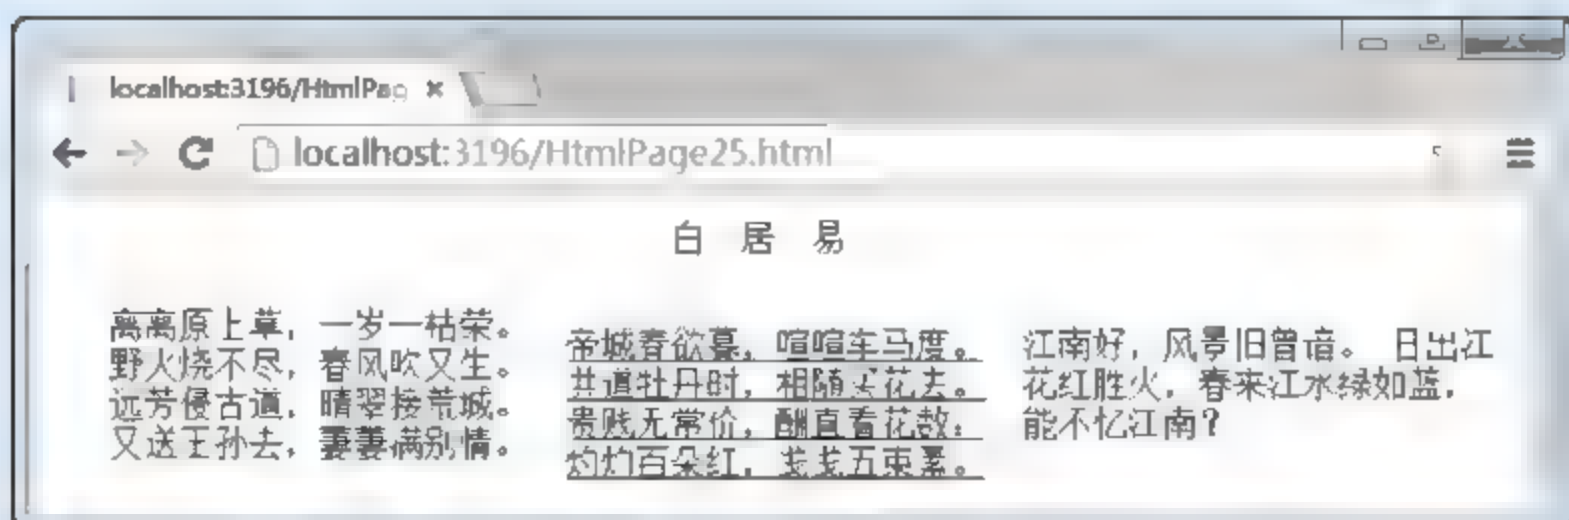 localhost:3196/HtmlPag
localhost:3196/HtmlPage25.html
白 居 易
离离原上草，一岁一枯荣。
野火烧不尽，春风吹又生。
远芳侵古道，晴翠接荒城。
又送王孙去，萋萋满别情。
帝城春欲暮，喧喧车马度。
共道牡丹时，相随买花去。
贵贱无常价，酬直看花数：
灼灼百朵红，戋戋五束素。
江南好，风景旧曾谙。 日出江
花红胜火，春来江水绿如蓝，
能不忆江南？